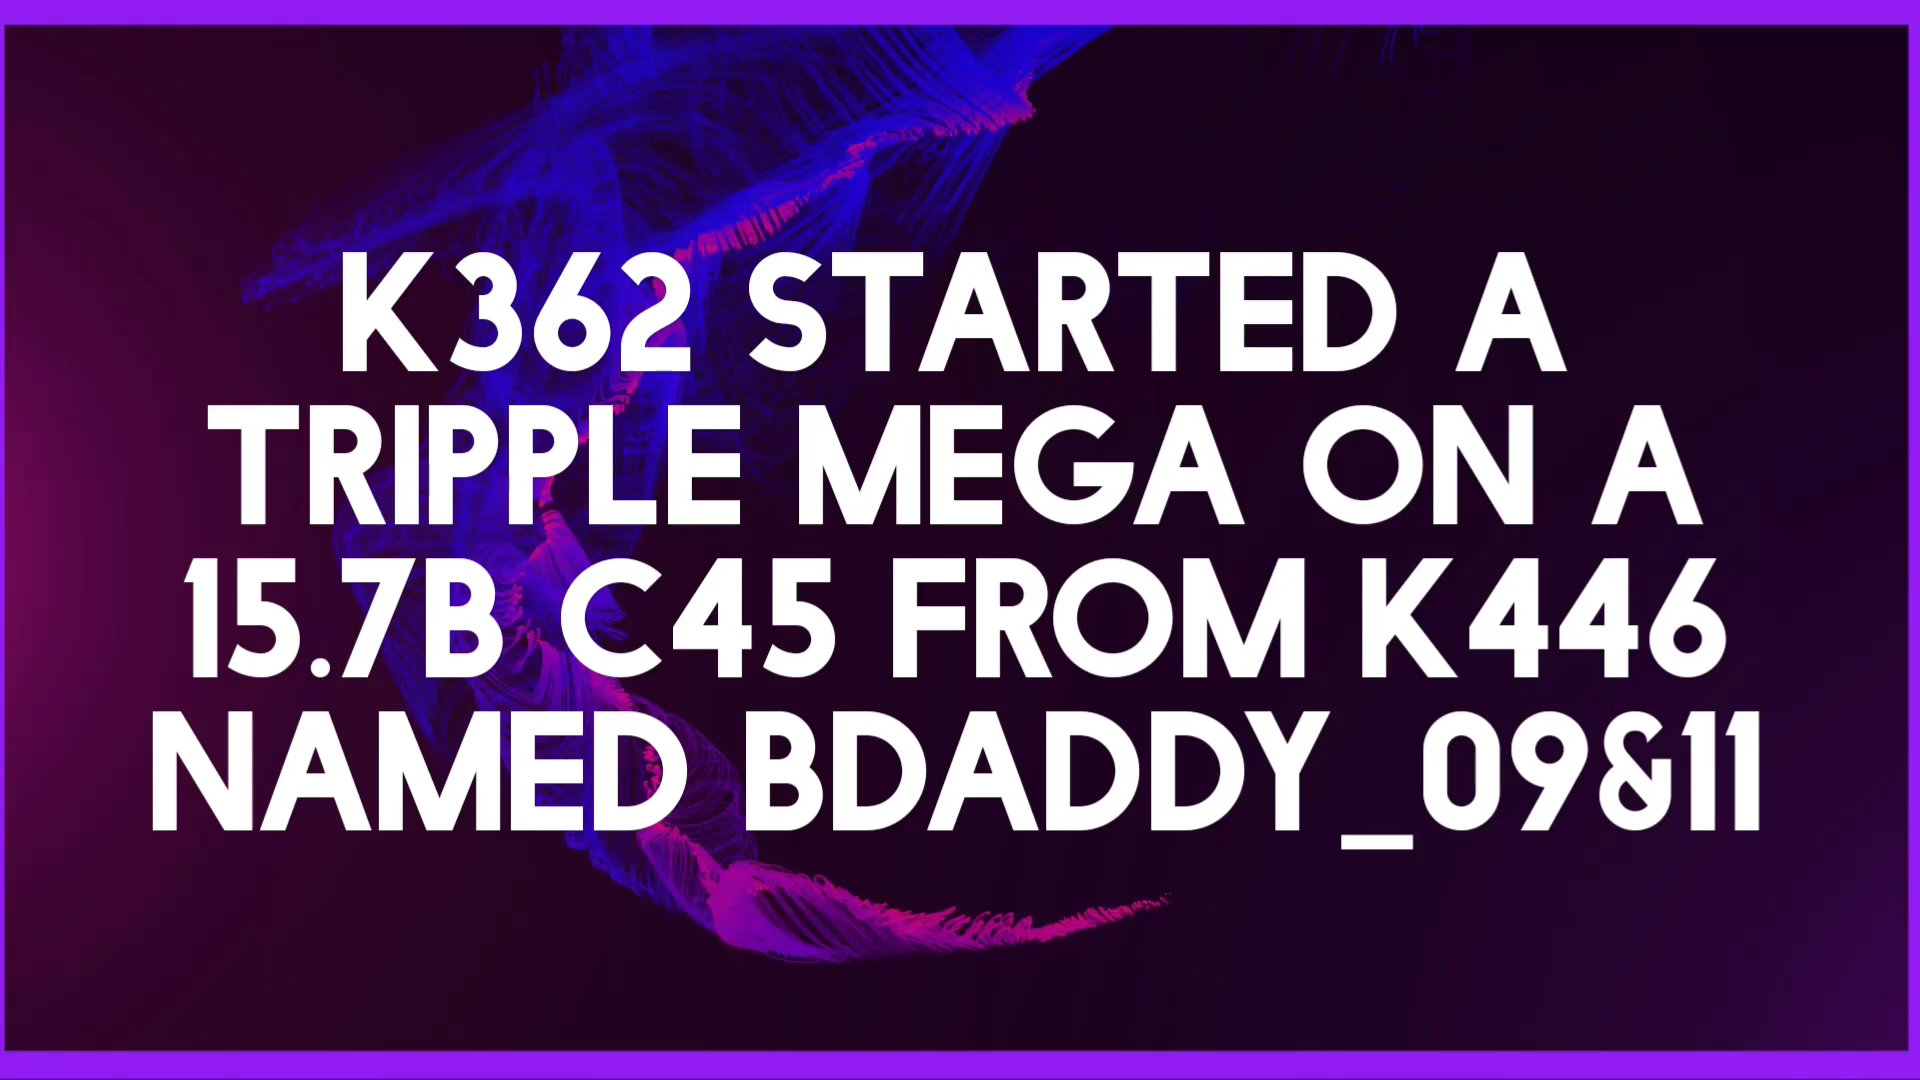 K362 STARTED A
TRIPPLE MEGA ON A
15.7B C45 FROM K446
NAMED BDADDY_09&11